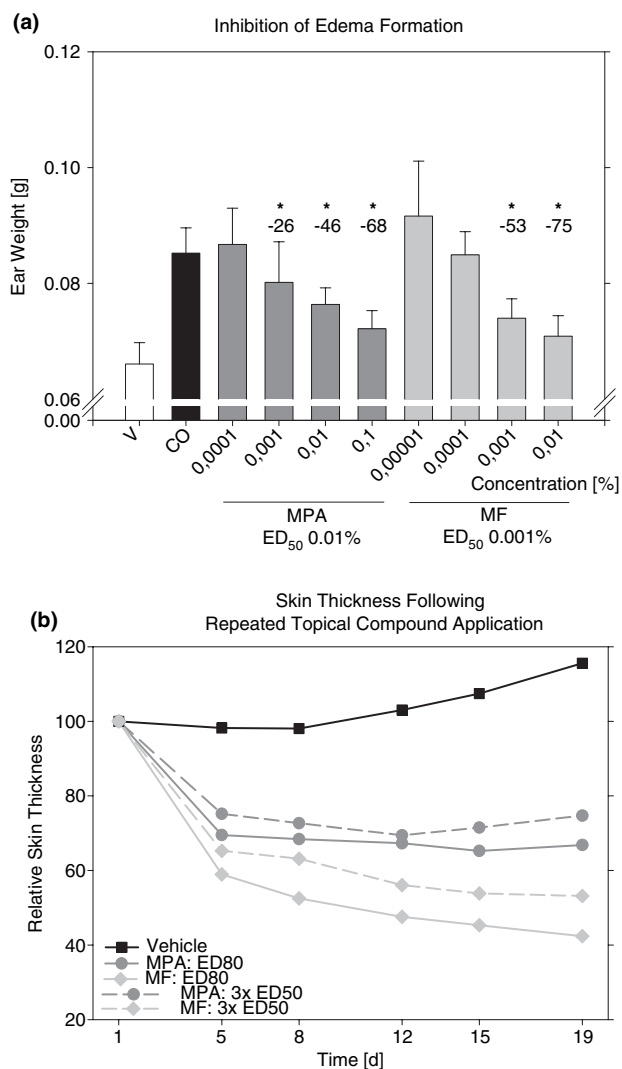 (a)
Inhibition of Edema Formation
0.12
0.10
0.08
0.06
0.00
Ear Weight [g]
*
-26
*
-46
*
-68
*
-53
*
-75
V
CO
0,0001
0,001
0,01
0,1
0,00001
0,0001
0,001
0,01
Concentration [%]
MPA
ED₅₀ 0.01%
MF
ED₅₀ 0.001%
(b)
Skin Thickness Following
Repeated Topical Compound Application
120
100
80
60
40
20
Relative Skin Thickness
Vehicle
MPA: ED80
MF: ED80
MPA: 3x ED50
MF: 3x ED50
1
5
8
12
15
19
Time [d]